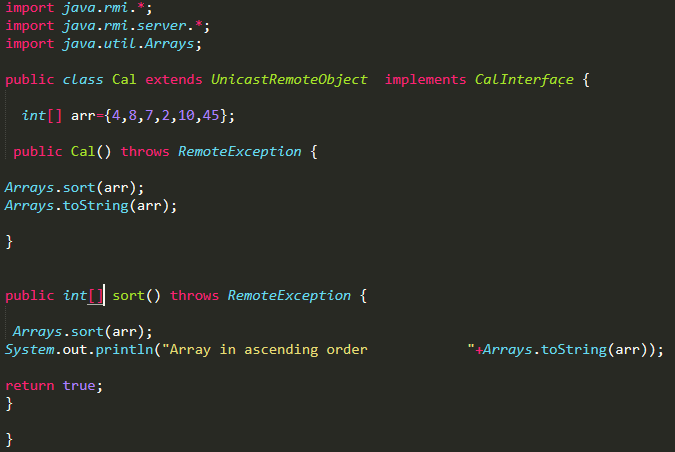 import java.rmi.*;
import java.rmi.server.*;
import java.util.Arrays;
public class Cal extends UnicastRemoteObject  implements CalInterface {
int[] arr={4,8,7,2,10,45};
public Cal() throws RemoteException {
Arrays.sort(arr);
Arrays.toString(arr);
}
public int[] sort() throws RemoteException {
Arrays.sort(arr);
System.out.println("Array in ascending order            "+Arrays.toString(arr));
return true;
}
}